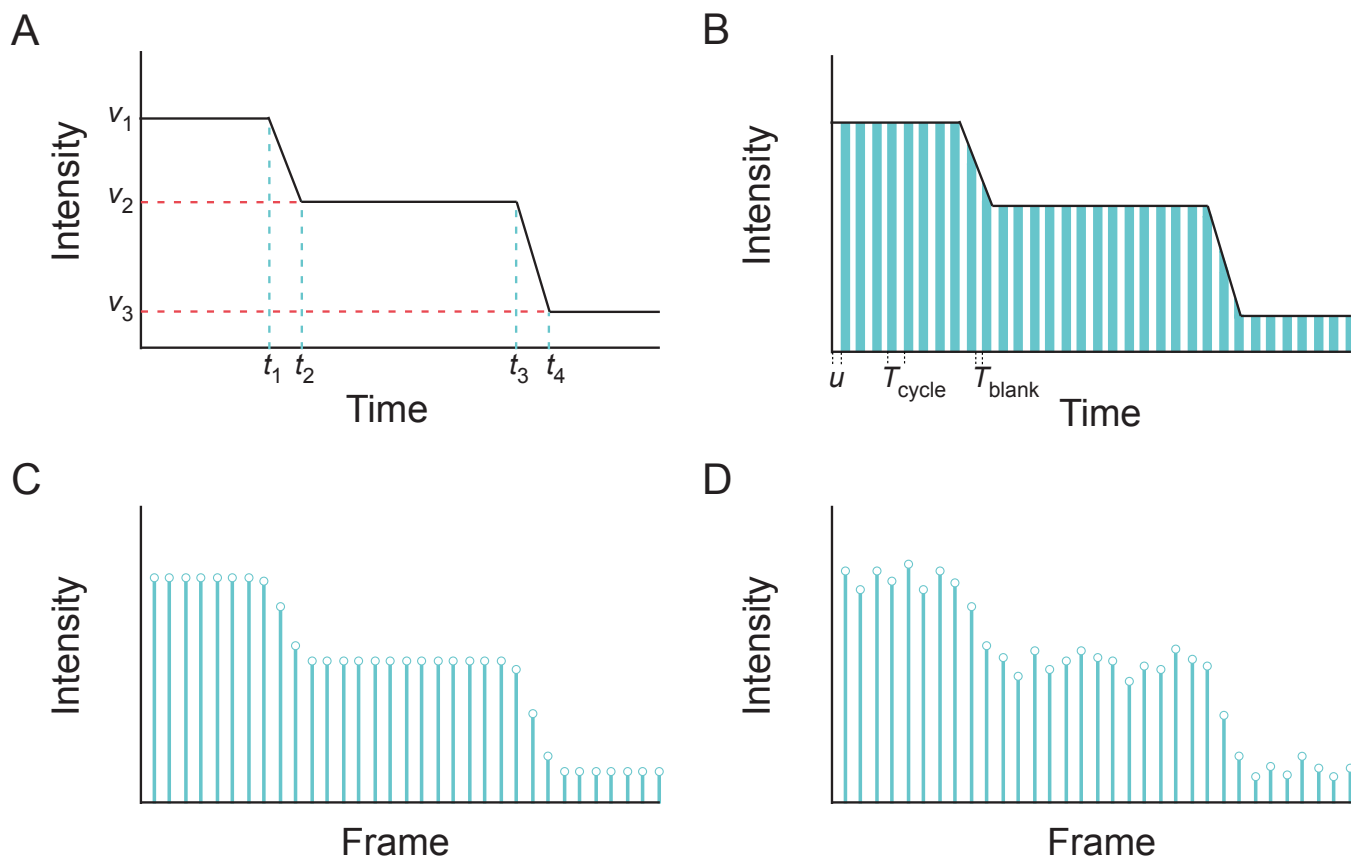 A
Intensity
v1
v2
v3
t1 t2 t3 t4
Time
B
Intensity
u Tcycle Tblank
Time
C
Intensity
Frame
D
Intensity
Frame